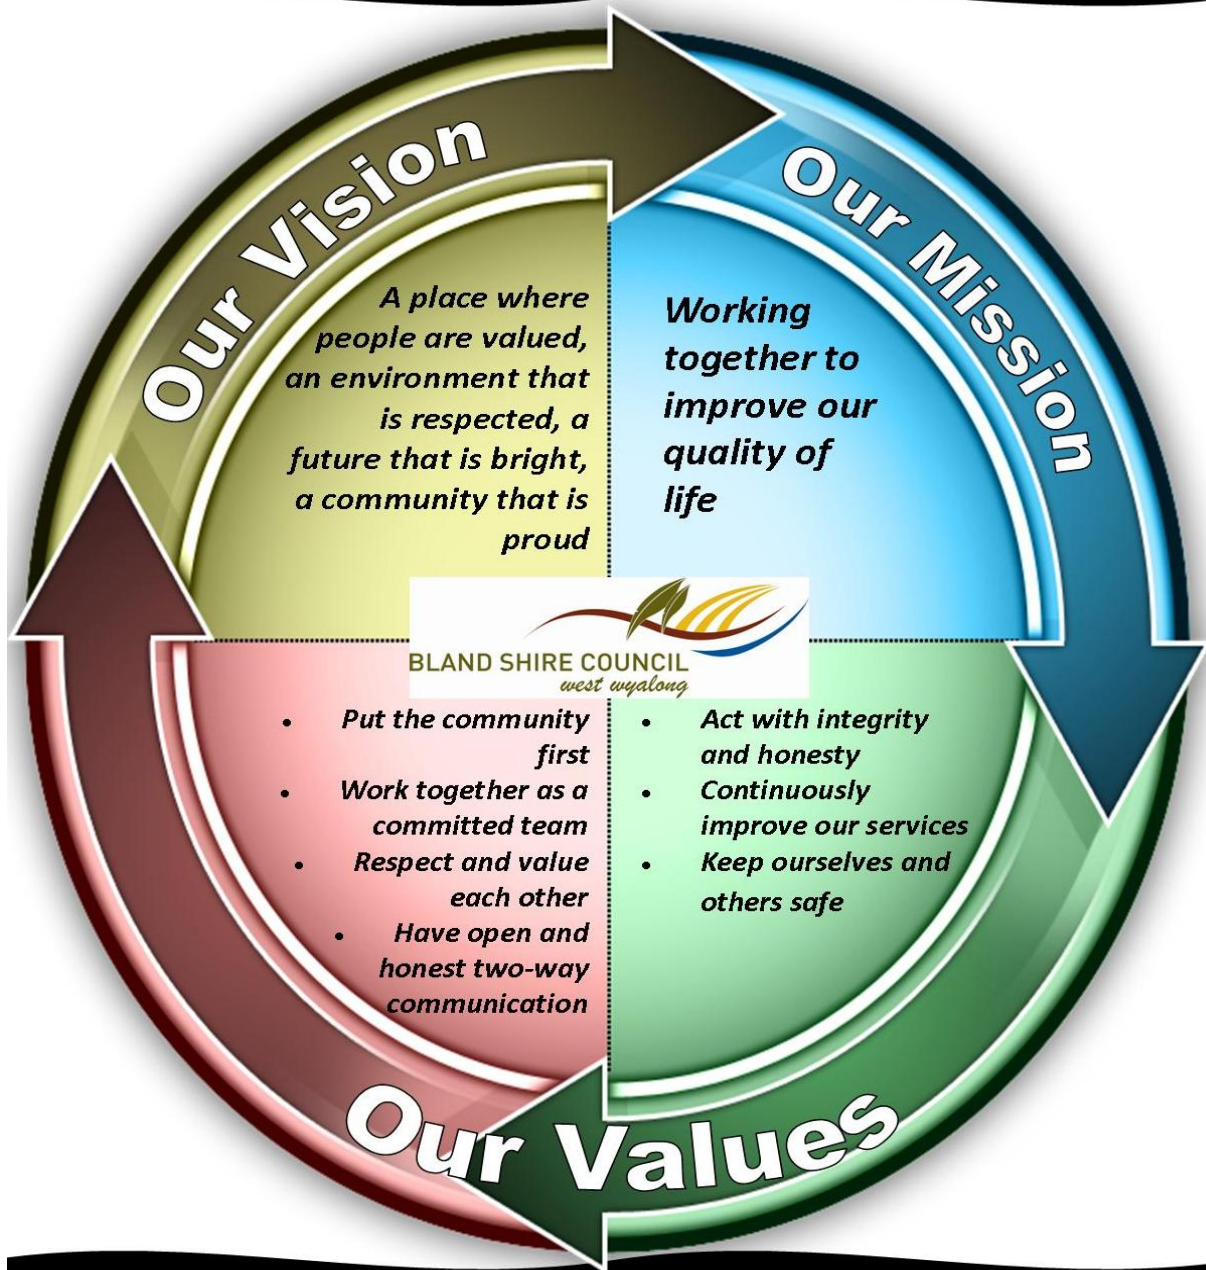 Our Vision
A place where
people are valued,
an environment that
is respected, a
future that is bright,
a community that is
proud
Our Mission
Working
together to
improve our
quality of
life
BLAND SHIRE COUNCIL
west wyalong
• Put the community
first
• Work together as a
committed team
• Respect and value
each other
• Have open and
honest two-way
communication
• Act with integrity
and honesty
• Continuously
improve our services
• Keep ourselves and
others safe
Our Values